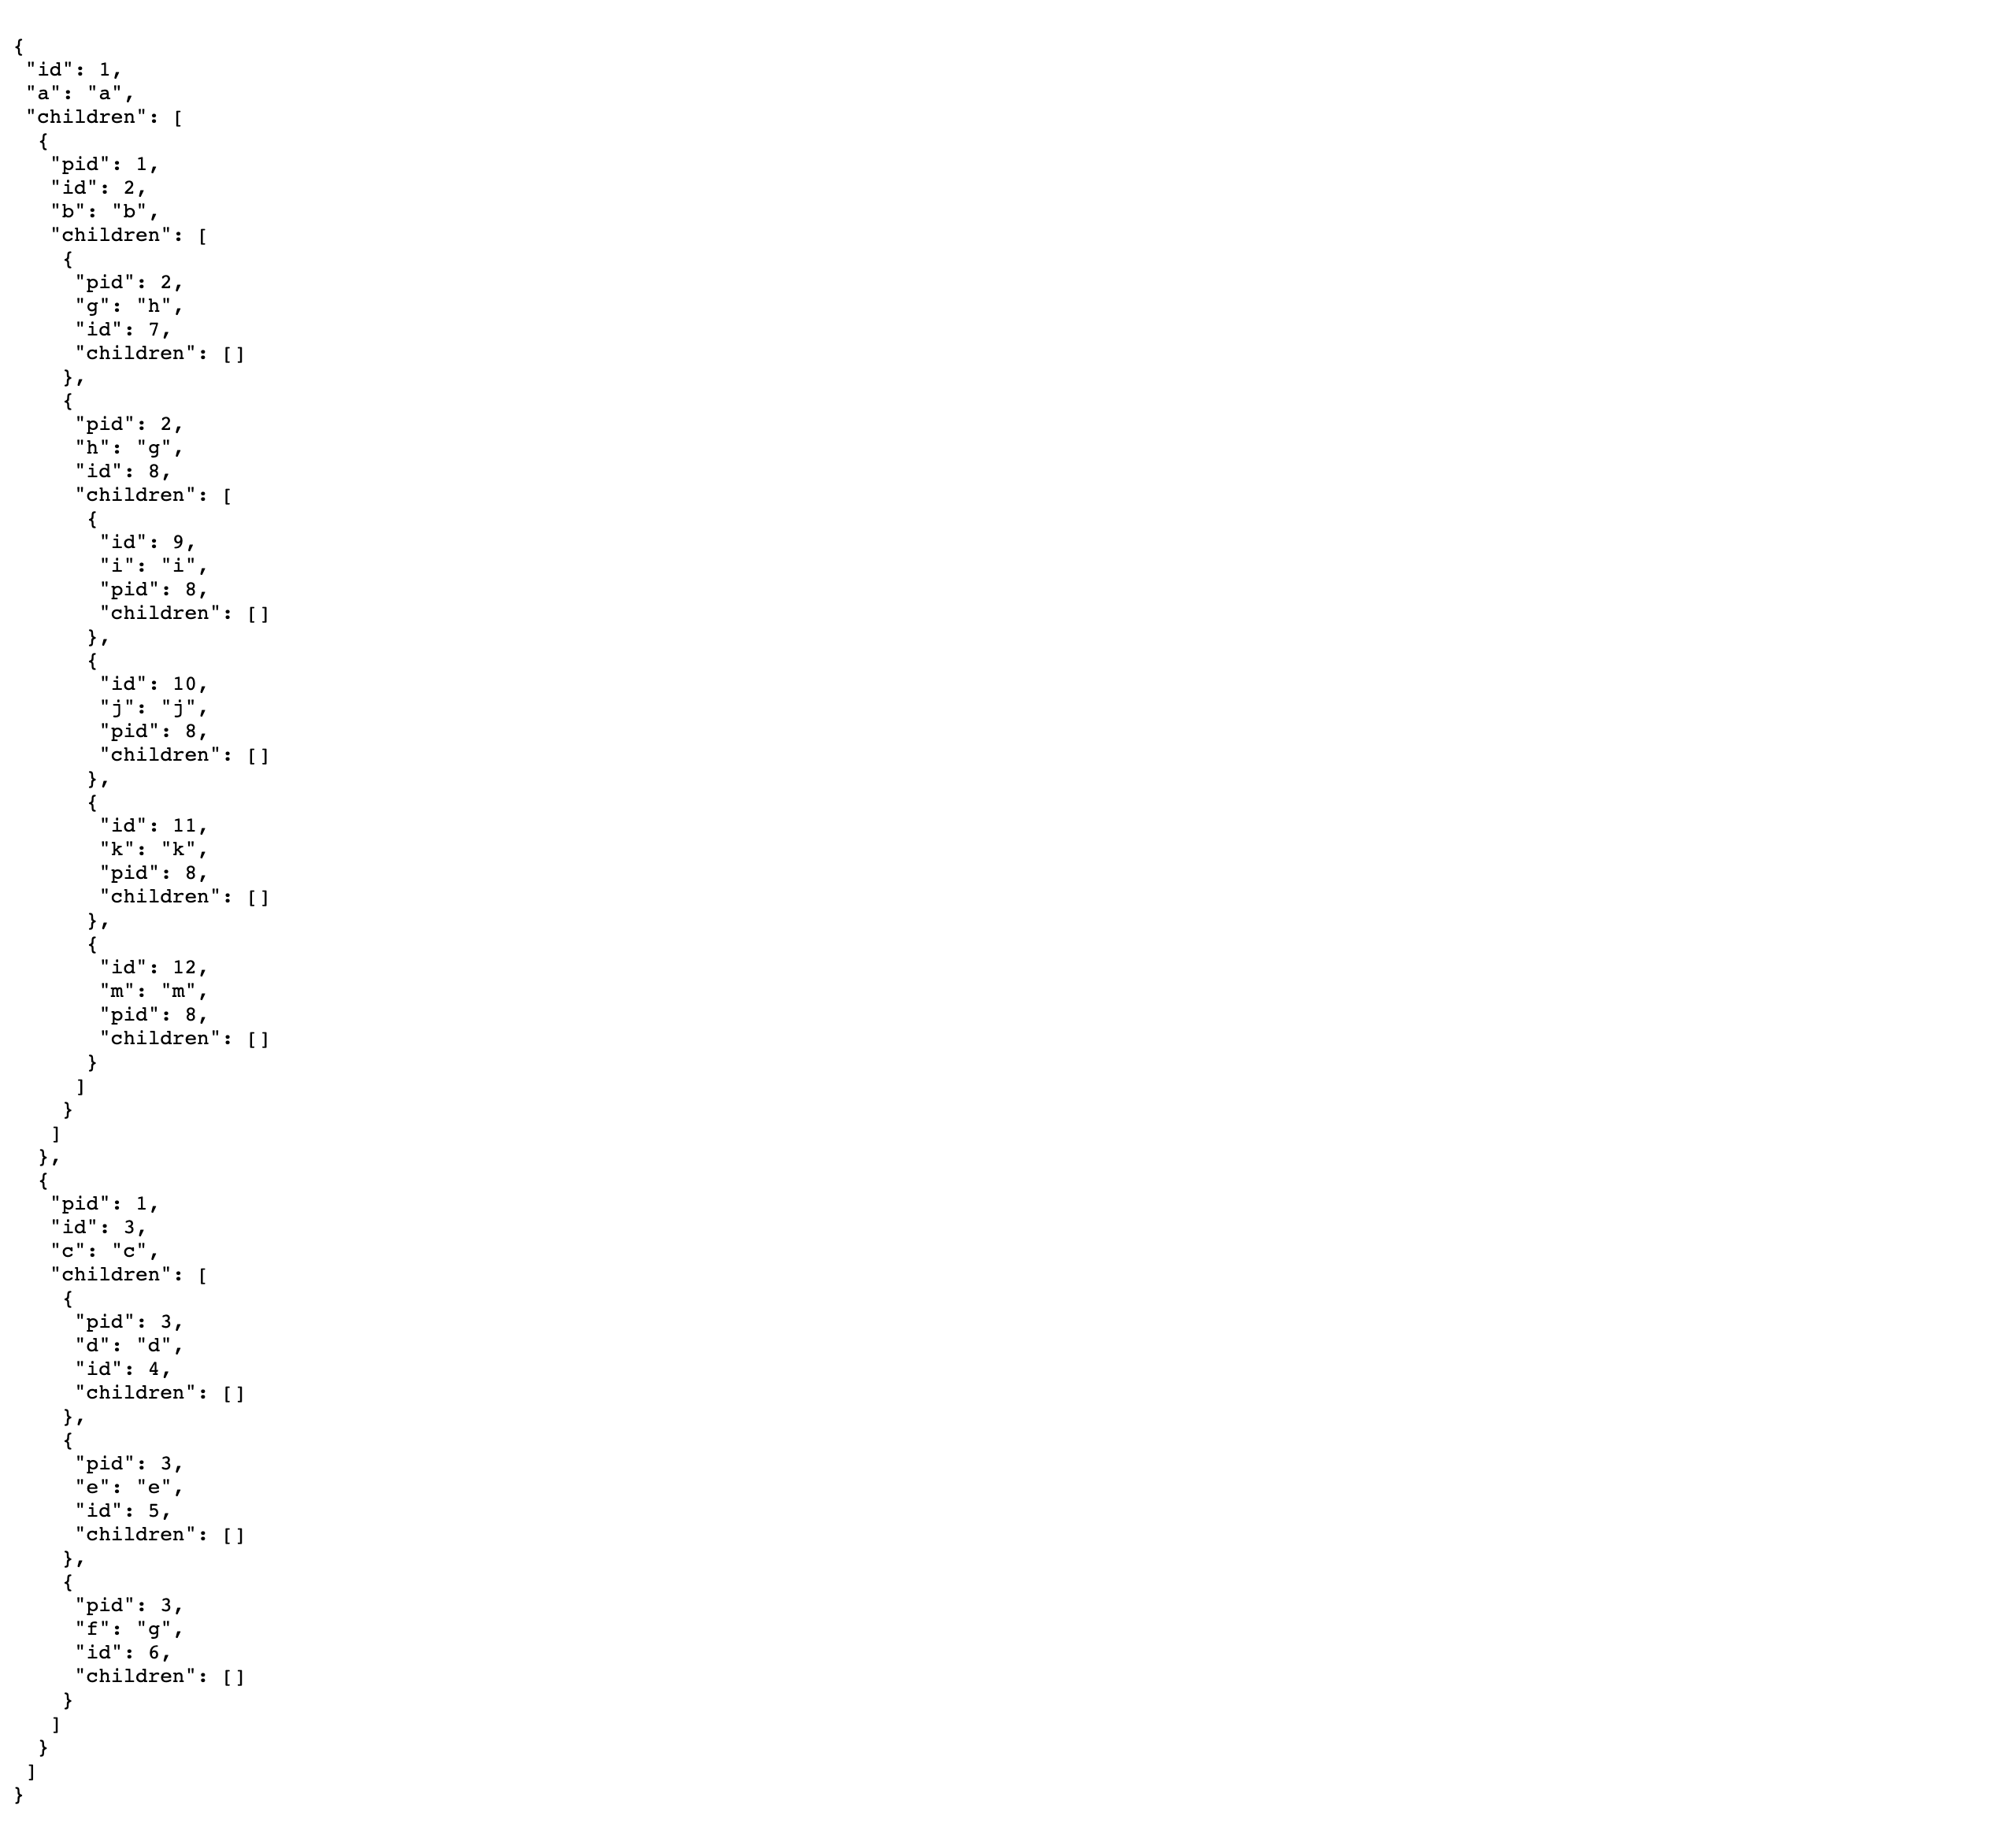 {
 "id": 1,
 "a": "a",
 "children": [
  {
   "pid": 1,
   "id": 2,
   "b": "b",
   "children": [
    {
     "pid": 2,
     "g": "h",
     "id": 7,
     "children": []
    },
    {
     "pid": 2,
     "h": "g",
     "id": 8,
     "children": [
      {
       "id": 9,
       "i": "i",
       "pid": 8,
       "children": []
      },
      {
       "id": 10,
       "j": "j",
       "pid": 8,
       "children": []
      },
      {
       "id": 11,
       "k": "k",
       "pid": 8,
       "children": []
      },
      {
       "id": 12,
       "m": "m",
       "pid": 8,
       "children": []
      }
     ]
    }
   ]
  },
  {
   "pid": 1,
   "id": 3,
   "c": "c",
   "children": [
    {
     "pid": 3,
     "d": "d",
     "id": 4,
     "children": []
    },
    {
     "pid": 3,
     "e": "e",
     "id": 5,
     "children": []
    },
    {
     "pid": 3,
     "f": "g",
     "id": 6,
     "children": []
    }
   ]
  }
 ]
}